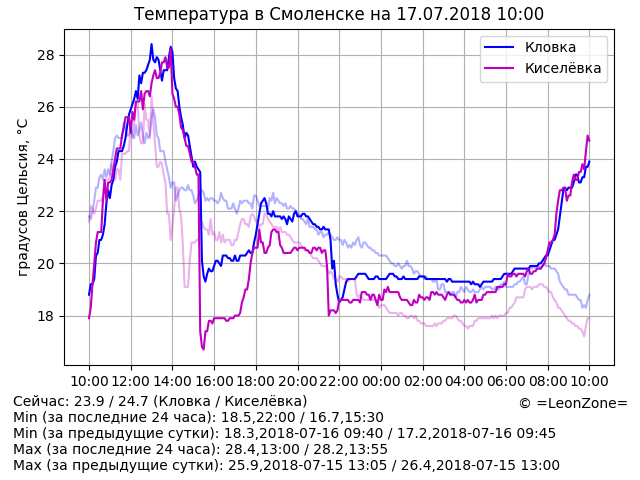 Температура в Смоленске на 17.07.2018 10:00
Кловка
Киселёвка
градусов Цельсия, °C
28
26
24
22
20
18
10:00 12:00 14:00 16:00 18:00 20:00 22:00 00:00 02:00 04:00 06:00 08:00 10:00
Сейчас: 23.9 / 24.7 (Кловка / Киселёвка)
© =LeonZone=
Min (за последние 24 часа): 18.5,22:00 / 16.7,15:30
Min (за предыдущие сутки): 18.3,2018-07-16 09:40 / 17.2,2018-07-16 09:45
Max (за последние 24 часа): 28.4,13:00 / 28.2,13:55
Max (за предыдущие сутки): 25.9,2018-07-15 13:05 / 26.4,2018-07-15 13:00